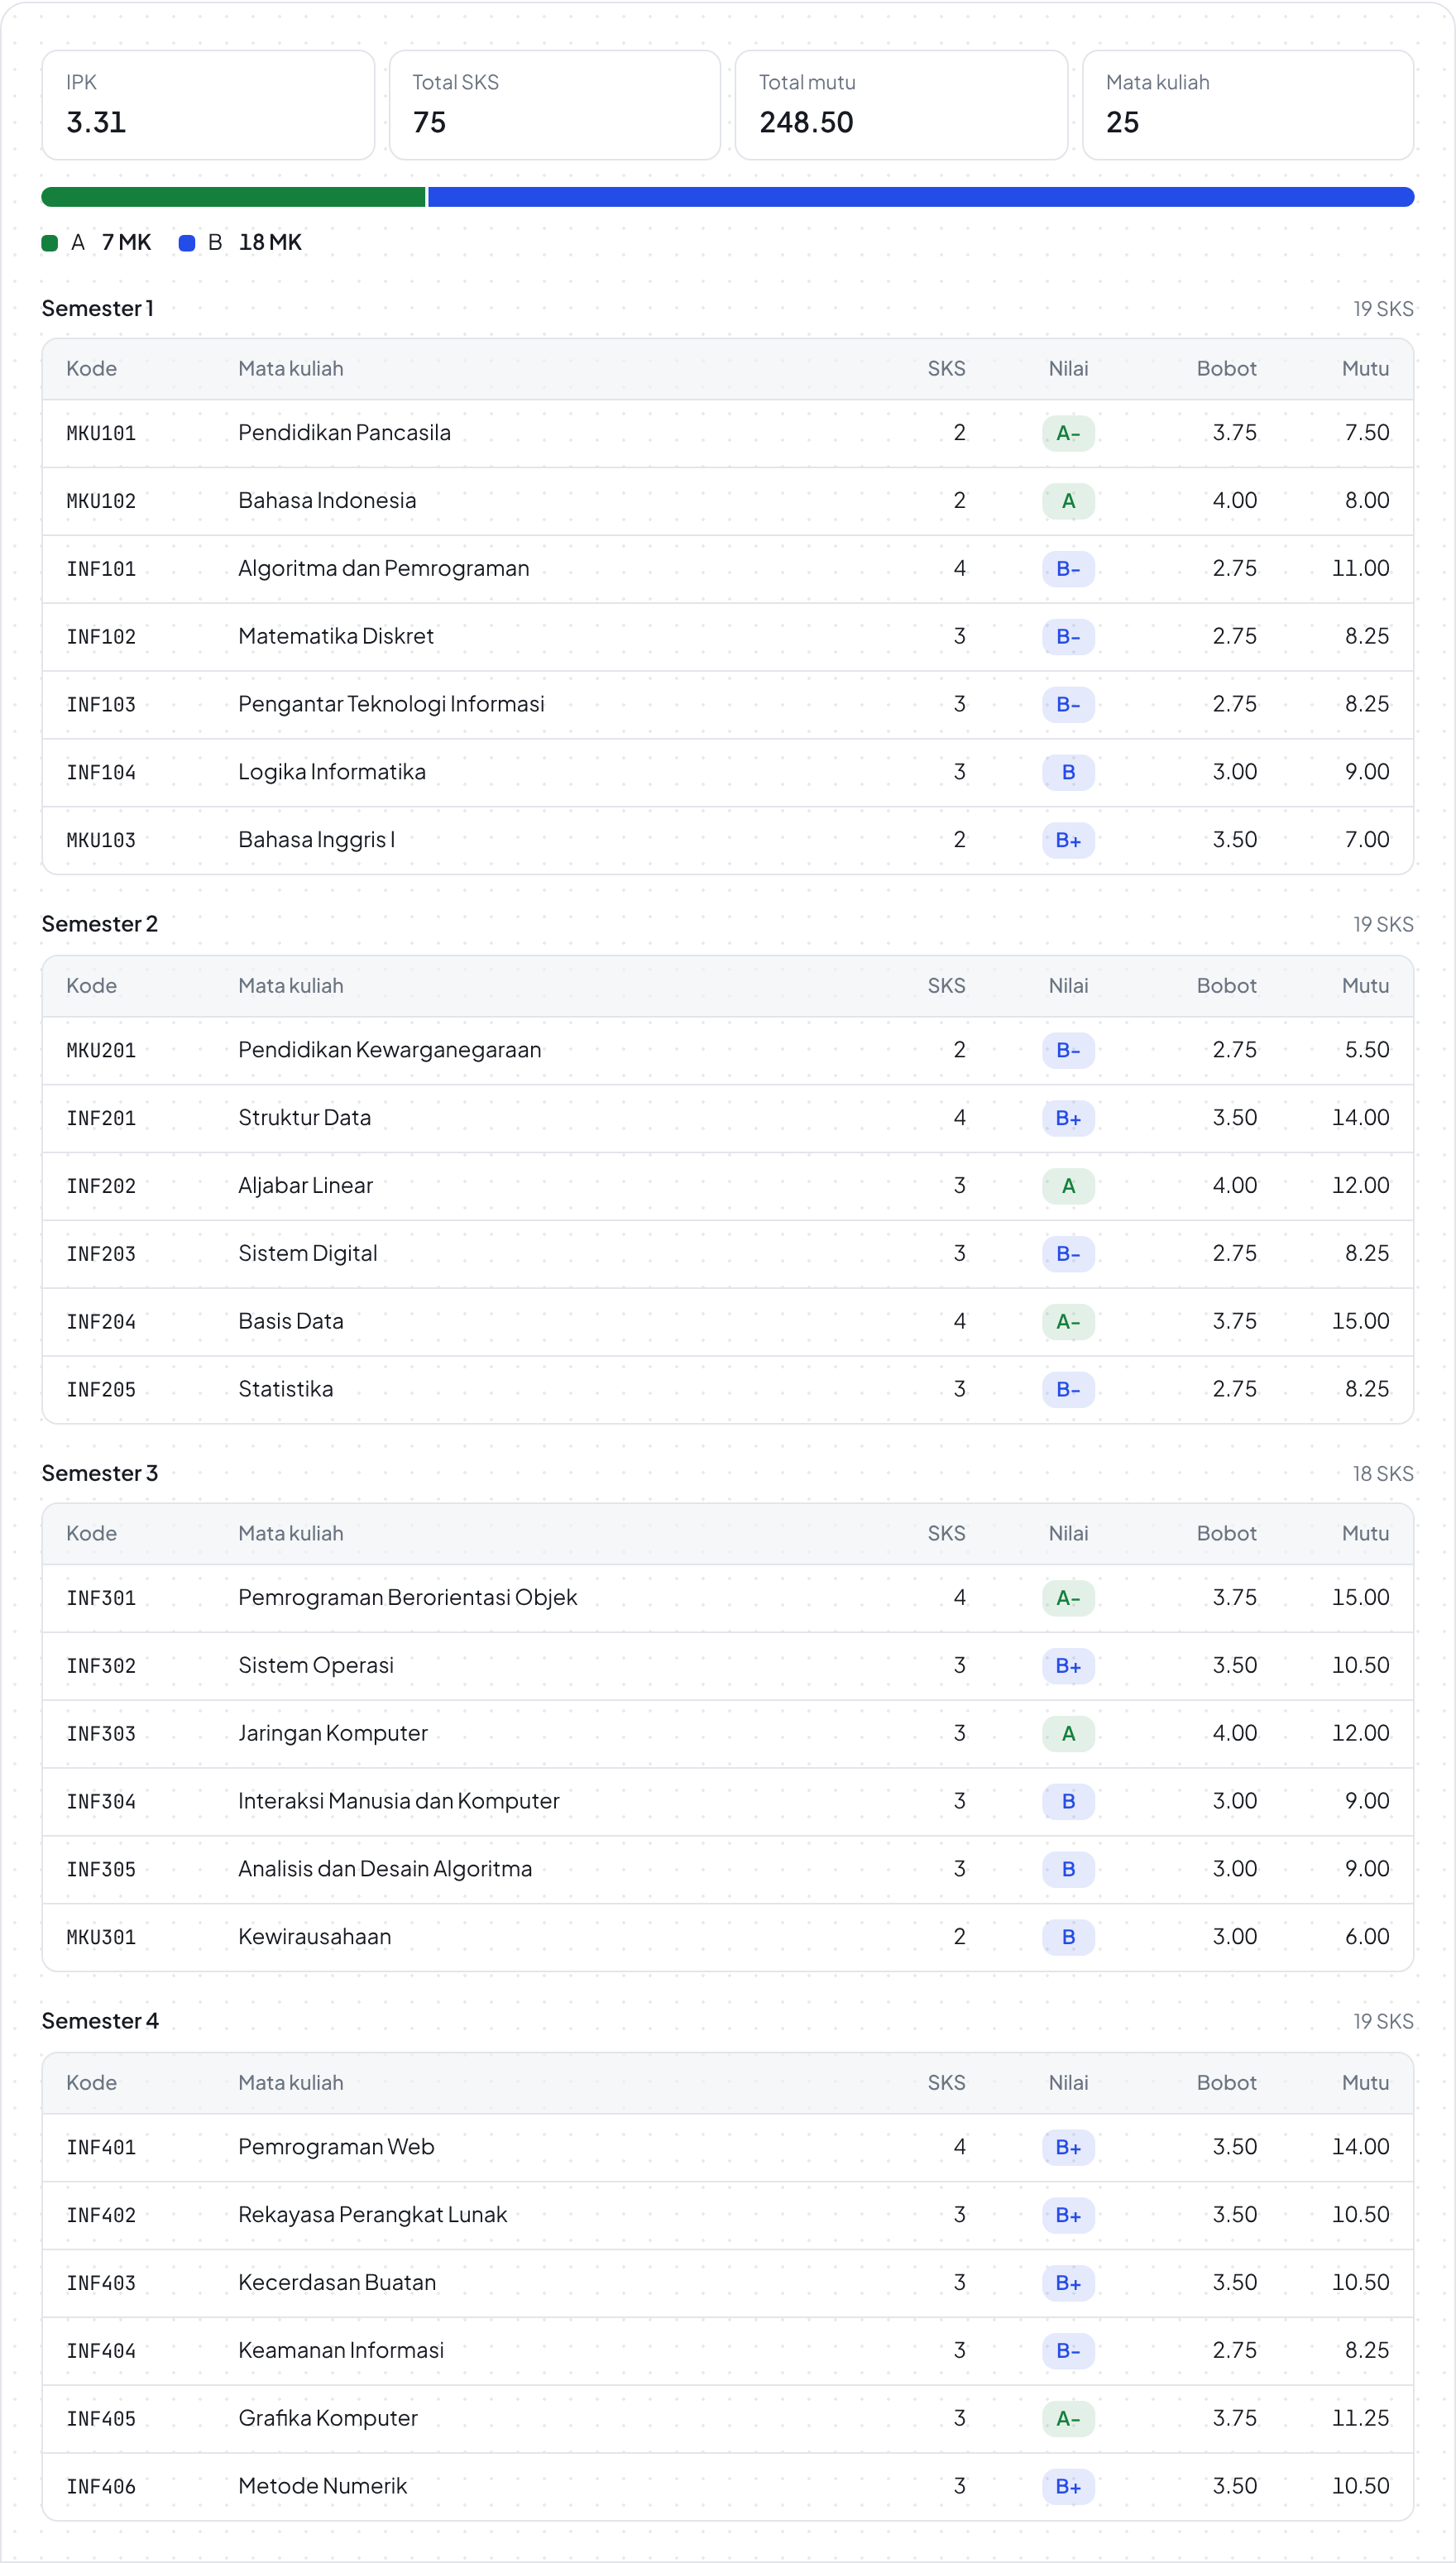 IPK Total SKS Total mutu Mata kuliah
3.31 75 248.50 25
A 7 MK B 18 MK
Semester 1 19 SKS
Kode Mata kuliah SKS Nilai Bobot Mutu
MKU101 Pendidikan Pancasila 2 A- 3.75 7.50
MKU102 Bahasa Indonesia 2 A 4.00 8.00
INF101 Algoritma dan Pemrograman 4 B- 2.75 11.00
INF102 Matematika Diskret 3 B- 2.75 8.25
INF103 Pengantar Teknologi Informasi 3 B- 2.75 8.25
INF104 Logika Informatika 3 B 3.00 9.00
MKU103 Bahasa Inggris I 2 B+ 3.50 7.00
Semester 2 19 SKS
Kode Mata kuliah SKS Nilai Bobot Mutu
MKU201 Pendidikan Kewarganegaraan 2 B- 2.75 5.50
INF201 Struktur Data 4 B+ 3.50 14.00
INF202 Aljabar Linear 3 A 4.00 12.00
INF203 Sistem Digital 3 B- 2.75 8.25
INF204 Basis Data 4 A- 3.75 15.00
INF205 Statistika 3 B- 2.75 8.25
Semester 3 18 SKS
Kode Mata kuliah SKS Nilai Bobot Mutu
INF301 Pemrograman Berorientasi Objek 4 A- 3.75 15.00
INF302 Sistem Operasi 3 B+ 3.50 10.50
INF303 Jaringan Komputer 3 A 4.00 12.00
INF304 Interaksi Manusia dan Komputer 3 B 3.00 9.00
INF305 Analisis dan Desain Algoritma 3 B 3.00 9.00
MKU301 Kewirausahaan 2 B 3.00 6.00
Semester 4 19 SKS
Kode Mata kuliah SKS Nilai Bobot Mutu
INF401 Pemrograman Web 4 B+ 3.50 14.00
INF402 Rekayasa Perangkat Lunak 3 B+ 3.50 10.50
INF403 Kecerdasan Buatan 3 B+ 3.50 10.50
INF404 Keamanan Informasi 3 B- 2.75 8.25
INF405 Grafika Komputer 3 A- 3.75 11.25
INF406 Metode Numerik 3 B+ 3.50 10.50